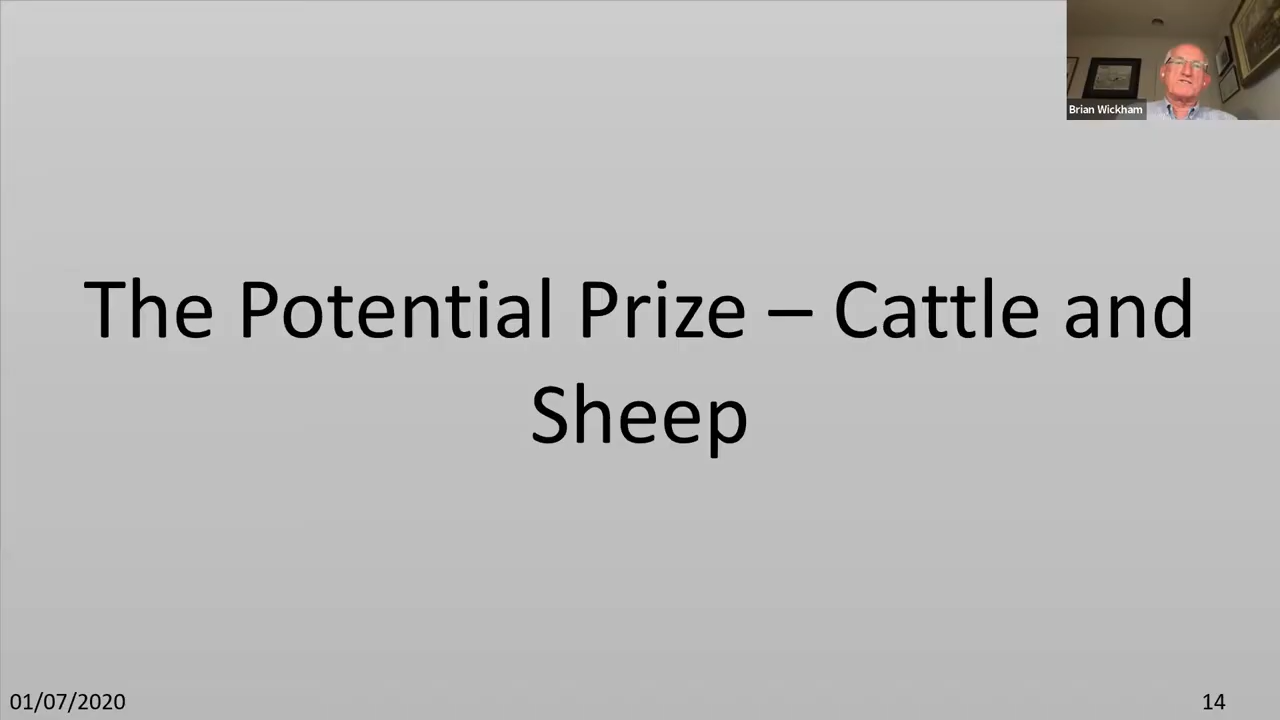 Brian Wickham
The Potential Prize – Cattle and
Sheep
01/07/2020
14